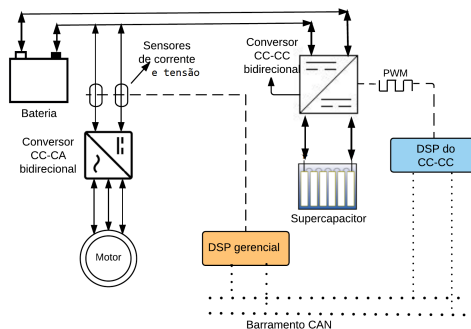 Sensores
de corrente
e tensão
Conversor
CC-CC
bidirecional
PWM
Bateria
Conversor
CC-CA
bidirecional
DSP do
CC-CC
Supercapacitor
Motor
DSP gerencial
Barramento CAN